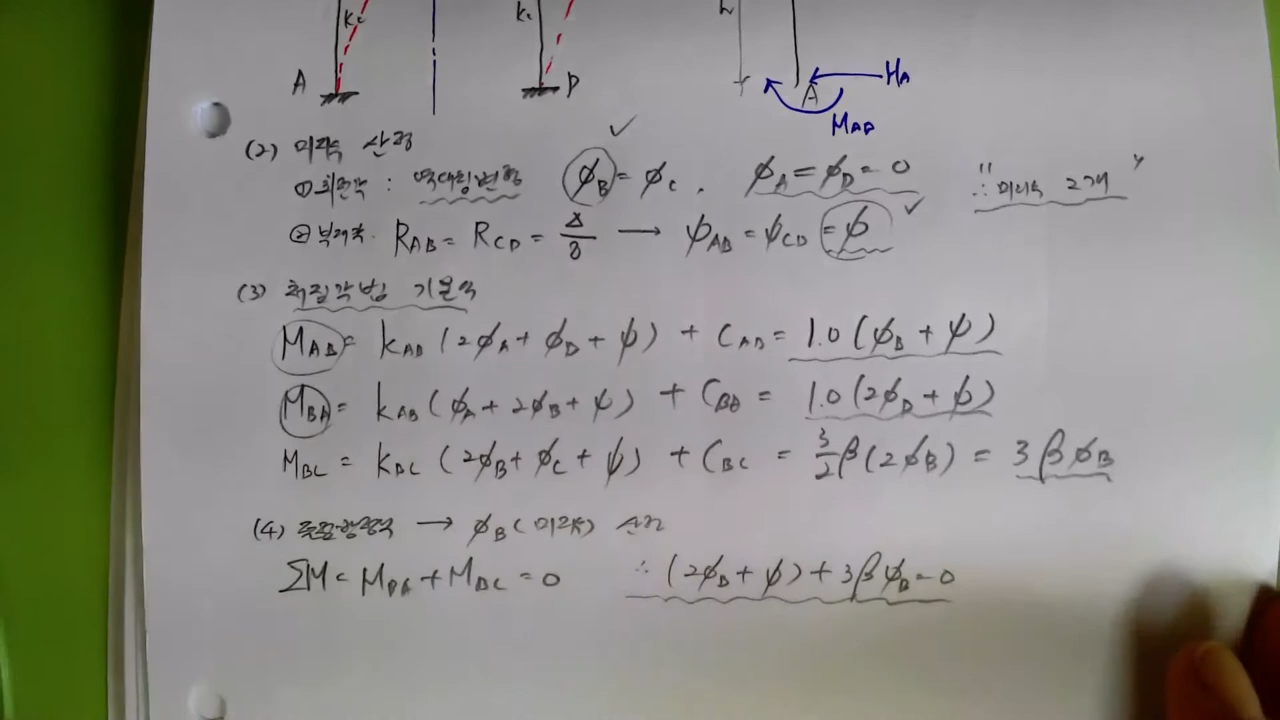 kc kc h
A D A HA
MAB
(2) 미지수 산정
① 회전각 : 역대칭변형 φB = φC . φA = φD = 0 "∴ 미지수 2개"
② 부재각. RAB = RCD = δ/8 → ψAB = ψCD = ψ
(3) 처짐각법 기본식
MAB = kAB (2φA + φB + ψ) + CAB = 1.0 (φB + ψ)
MBA = kAB (φA + 2φB + ψ) + CBA = 1.0 (2φB + ψ)
MBC = kBC (2φB + φC + ψ) + CBC = 3/2 β (2φB) = 3βφB
(4) 절점방정식 → φB (미지수) 산정
ΣM = MBA + MBC = 0 ∴ (2φB + ψ) + 3βφB = 0